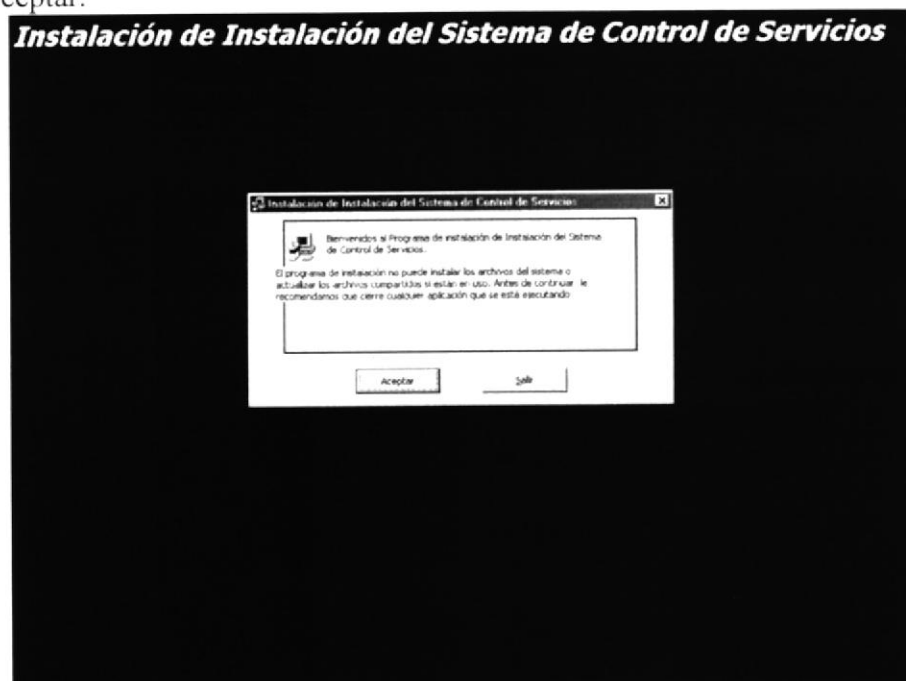 eptar.
Instalación de Instalación del Sistema de Control de Servicios
Instalación de Instalación del Sistema de Control de Servicios
Bienvenidos al Programa de instalación de Instalación del Sistema
de Control de Servicios.
El programa de instalación no puede instalar los archivos del sistema o
actualizar los archivos compartidos si están en uso. Antes de continuar le
recomendamos que cierre cualquier aplicación que se está ejecutando
Aceptar
Salir